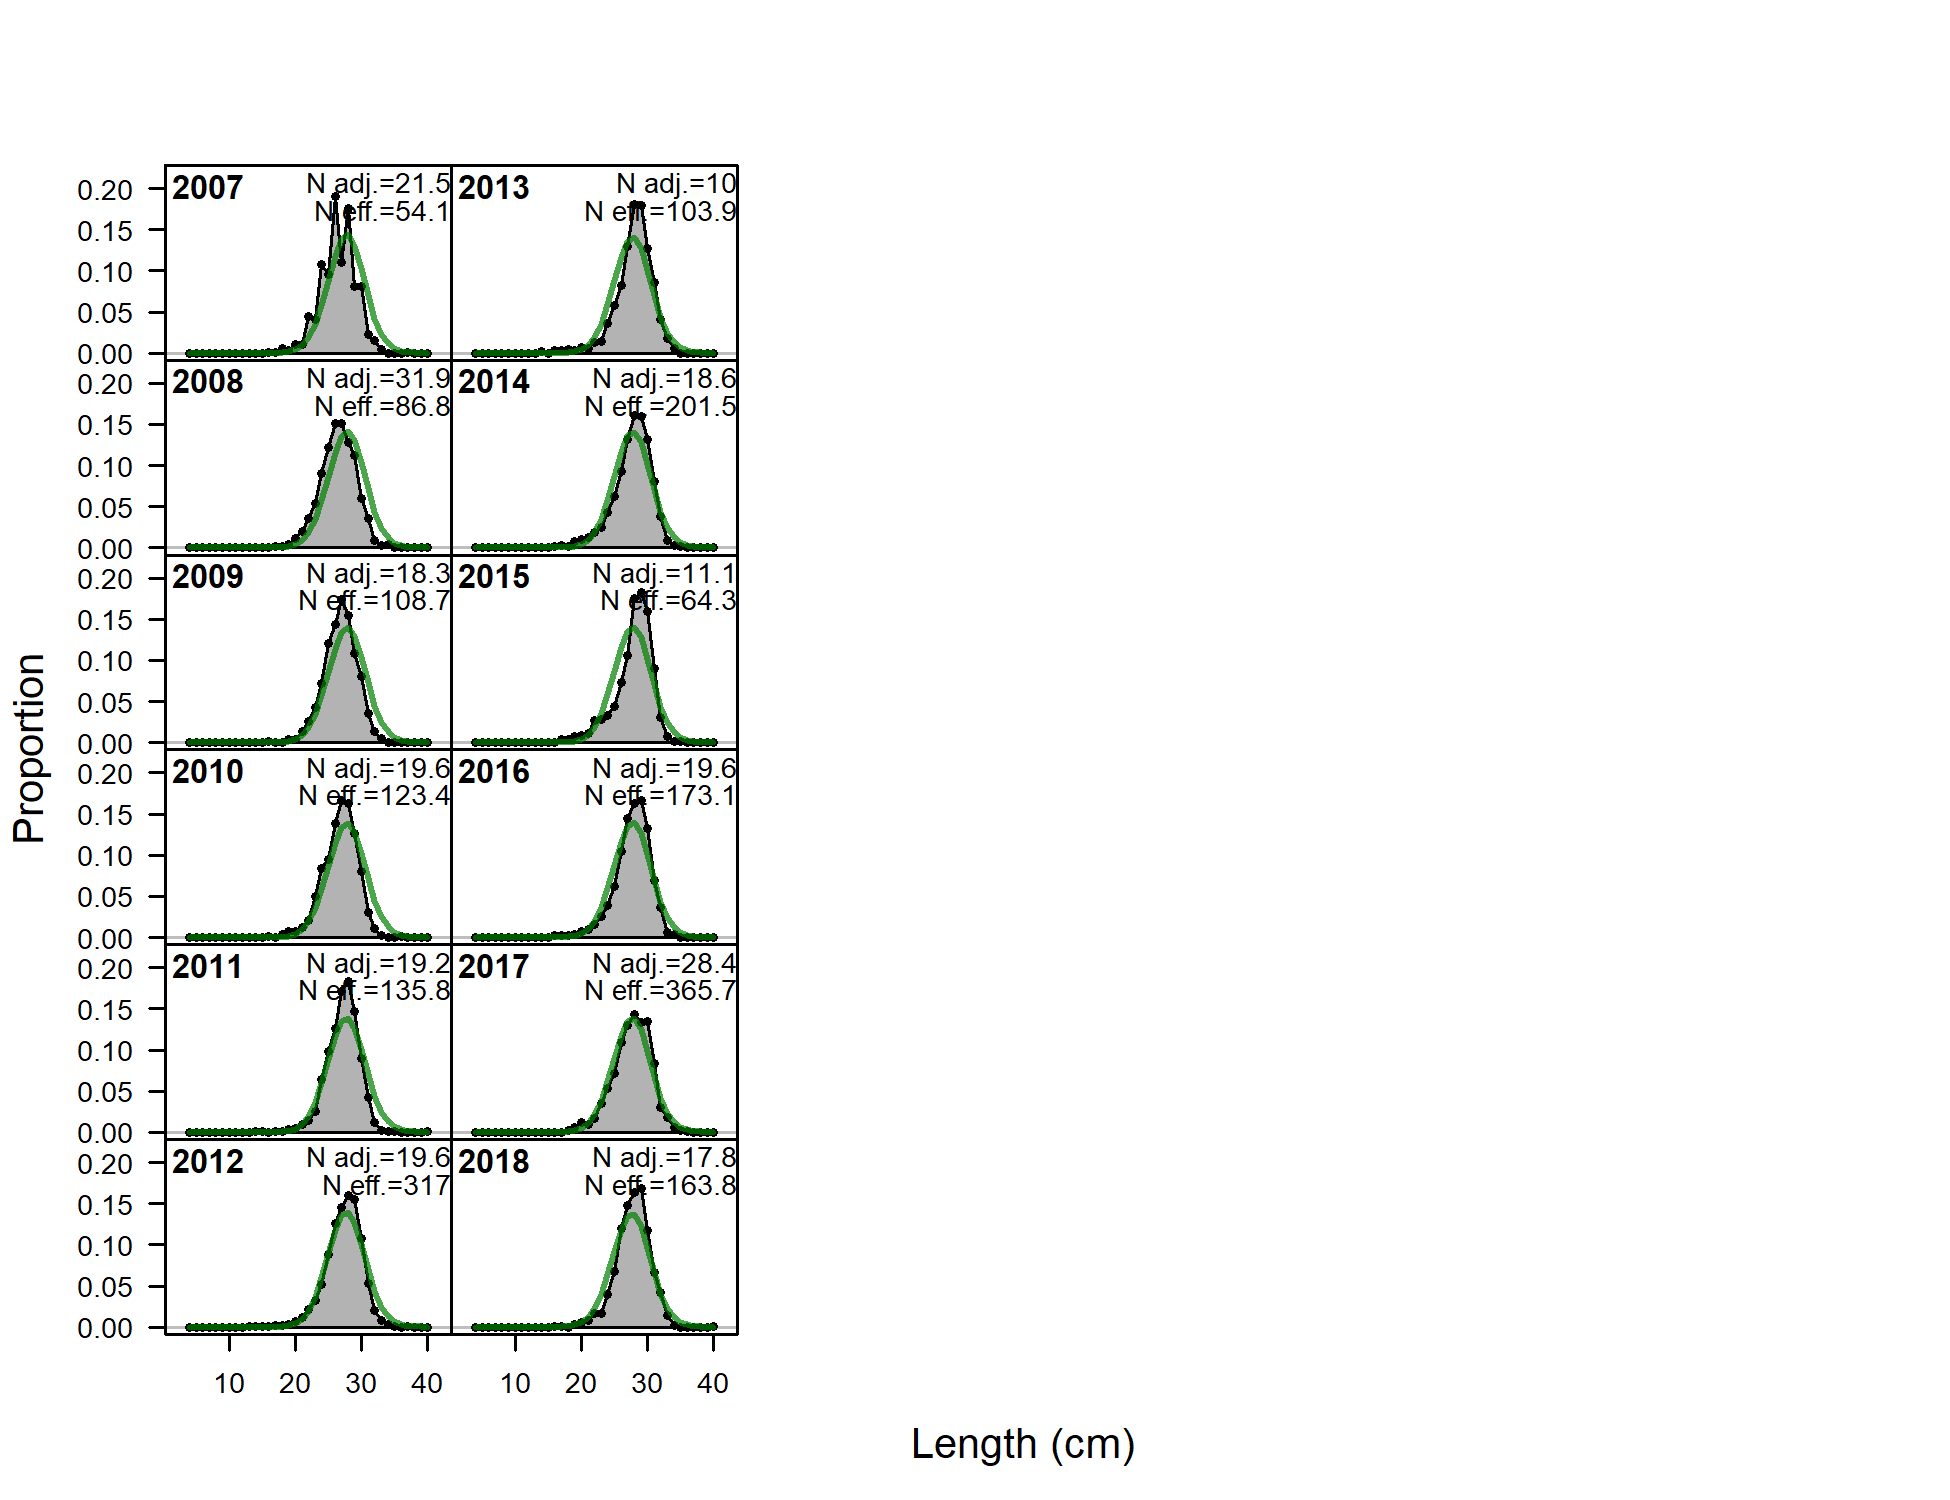 Proportion
0.20
0.15
0.10
0.05
0.00
2007
N adj.=21.5
N eff.=54.1
2013
N adj.=10
N eff.=103.9
0.20
0.15
0.10
0.05
0.00
2008
N adj.=31.9
N eff.=86.8
2014
N adj.=18.6
N eff.=201.5
0.20
0.15
0.10
0.05
0.00
2009
N adj.=18.3
N eff.=108.7
2015
N adj.=11.1
N eff.=64.3
0.20
0.15
0.10
0.05
0.00
2010
N adj.=19.6
N eff.=123.4
2016
N adj.=19.6
N eff.=173.1
0.20
0.15
0.10
0.05
0.00
2011
N adj.=19.2
N eff.=135.8
2017
N adj.=28.4
N eff.=365.7
0.20
0.15
0.10
0.05
0.00
2012
N adj.=19.6
N eff.=317
2018
N adj.=17.8
N eff.=163.8
10 20 30 40 10 20 30 40
Length (cm)